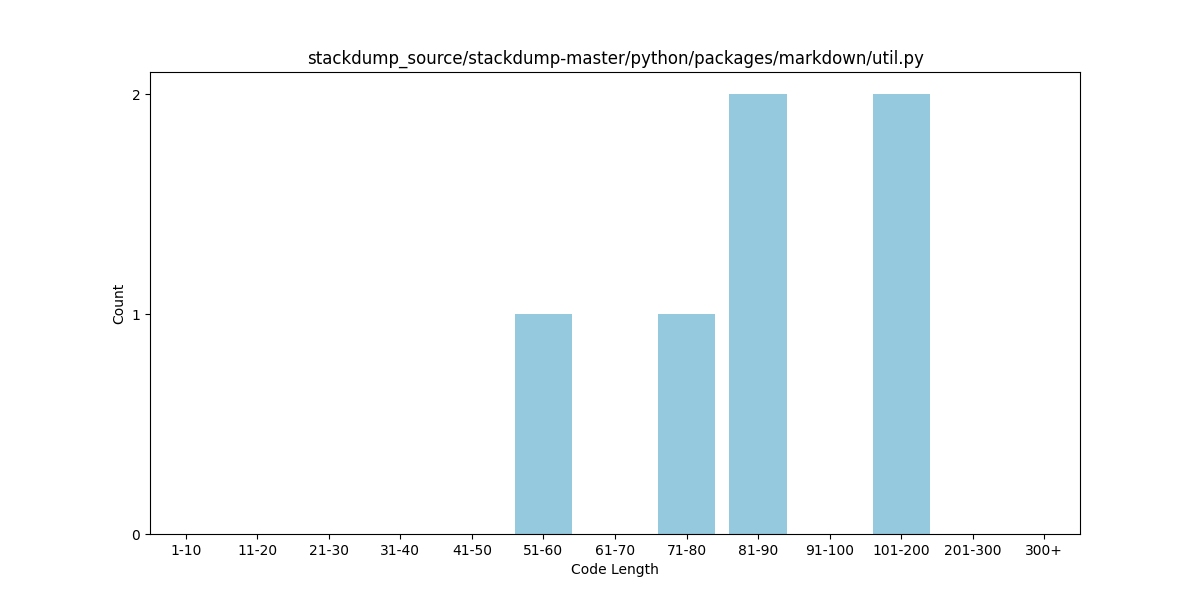 stackdump_source/stackdump-master/python/packages/markdown/util.py
Count
2
1
0
1-10 11-20 21-30 31-40 41-50 51-60 61-70 71-80 81-90 91-100 101-200 201-300 300+
Code Length